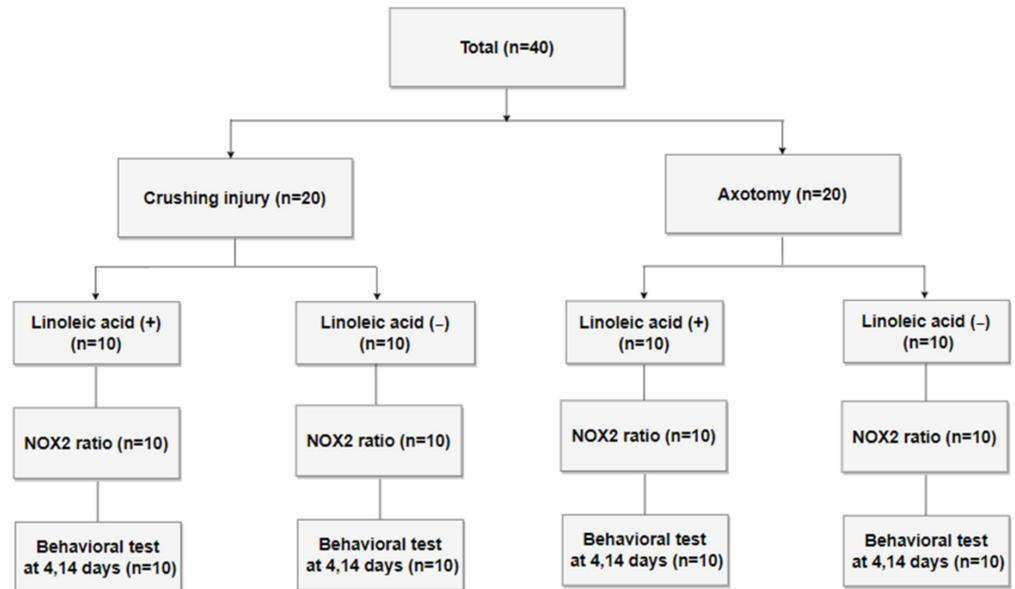 Total (n=40)
Crushing injury (n=20)
Axotomy (n=20)
Linoleic acid (+)
(n=10)
Linoleic acid (–)
(n=10)
Linoleic acid (+)
(n=10)
Linoleic acid (–)
(n=10)
NOX2 ratio (n=10)
NOX2 ratio (n=10)
NOX2 ratio (n=10)
NOX2 ratio (n=10)
Behavioral test
at 4,14 days (n=10)
Behavioral test
at 4,14 days (n=10)
Behavioral test
at 4,14 days (n=10)
Behavioral test
at 4,14 days (n=10)